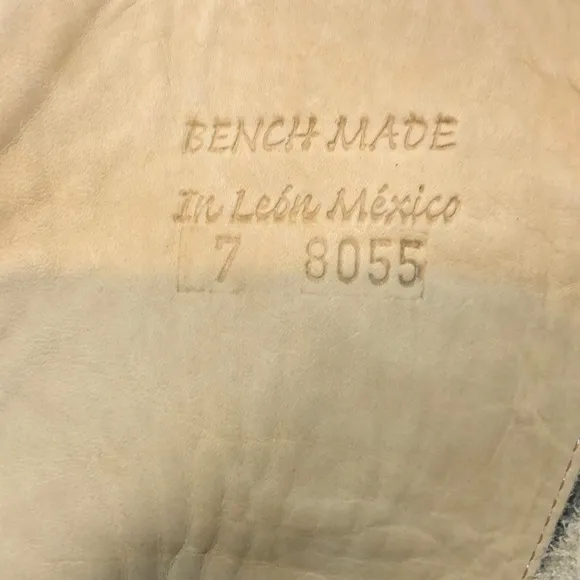 BENCH MADE
In León México
7 8055